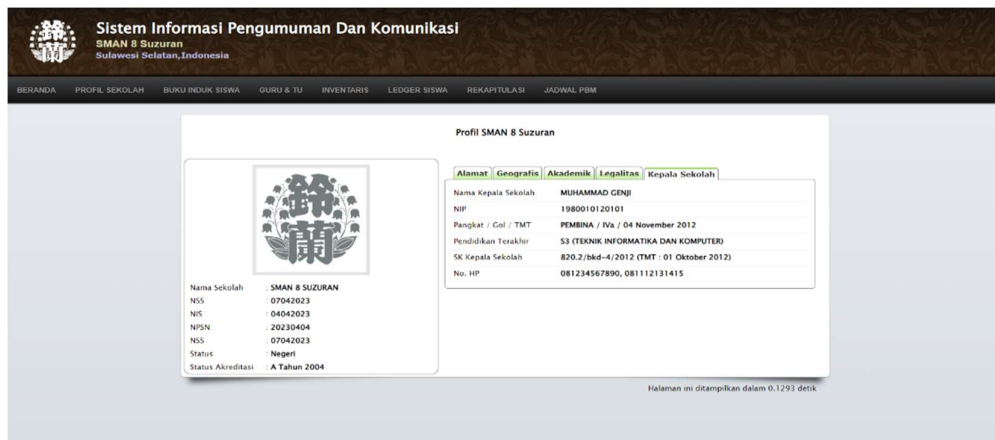 鈴蘭
Sistem Informasi Pengumuman Dan Komunikasi
SMAN 8 Suzuran
Sulawesi Selatan,Indonesia
BERANDA PROFIL SEKOLAH BUKU INDUK SISWA GURU & TU INVENTARIS LEDGER SISWA REKAPITULASI JADWAL PBM
Profil SMAN 8 Suzuran
鈴蘭
Nama Sekolah : SMAN 8 SUZURAN
NSS : 07042023
NIS : 04042023
NPSN : 20230404
NSS : 07042023
Status : Negeri
Status Akreditasi : A Tahun 2004
Alamat Geografis Akademik Legalitas Kepala Sekolah
Nama Kepala Sekolah MUHAMMAD GENJI
NIP 1980010120101
Pangkat / Gol / TMT PEMBINA / IVa / 04 November 2012
Pendidikan Terakhir S3 (TEKNIK INFORMATIKA DAN KOMPUTER)
SK Kepala Sekolah 820.2/bkd-4/2012 (TMT : 01 Oktober 2012)
No. HP 081234567890, 081112131415
Halaman ini ditampilkan dalam 0.1293 detik